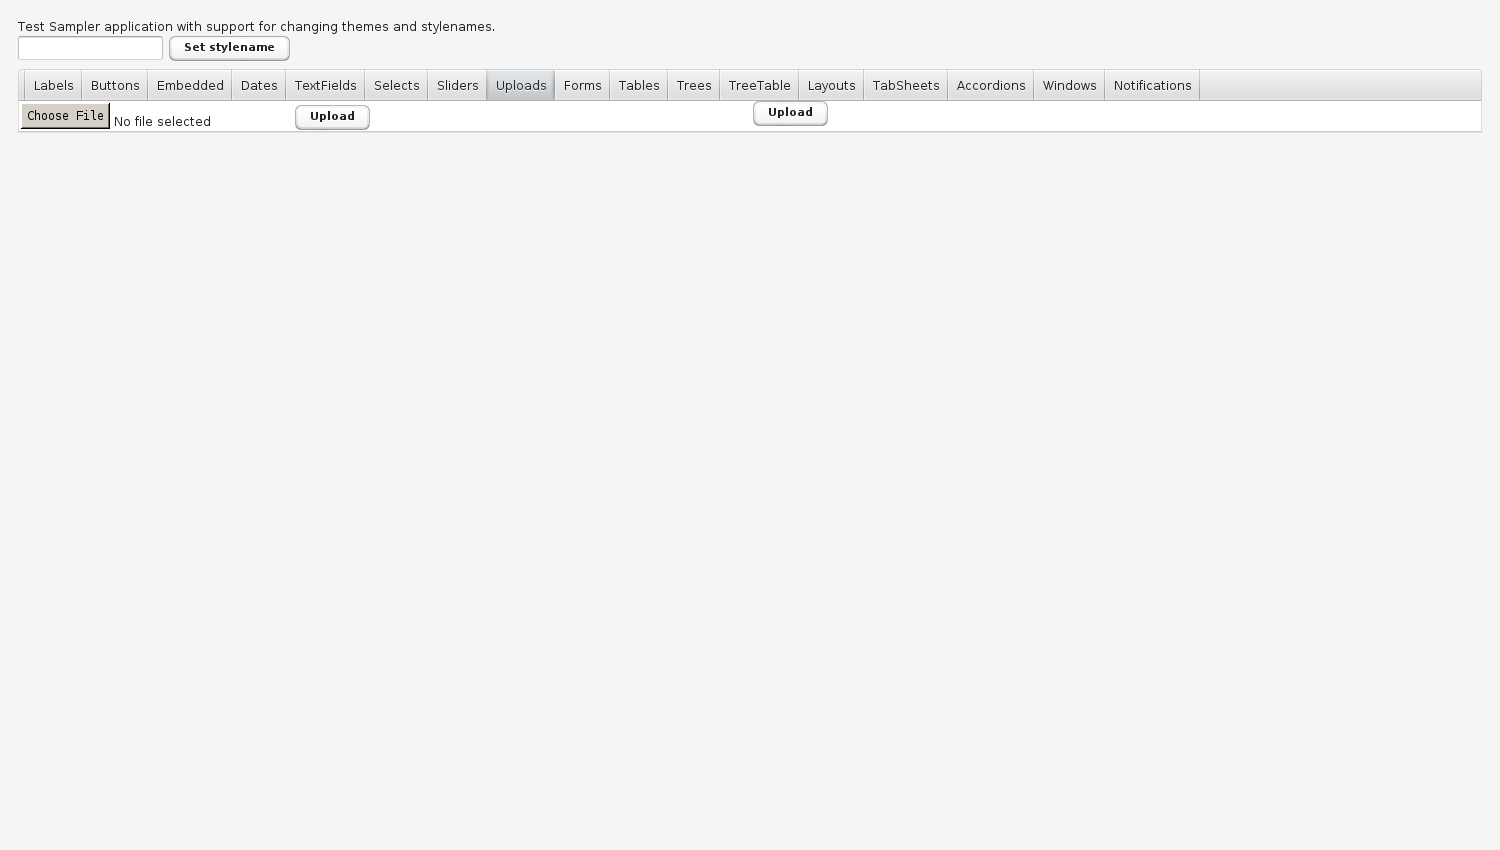 Test Sampler application with support for changing themes and stylenames.
Set stylename
Labels Buttons Embedded Dates TextFields Selects Sliders Uploads Forms Tables Trees TreeTable Layouts TabSheets Accordions Windows Notifications
Choose File No file selected Upload Upload